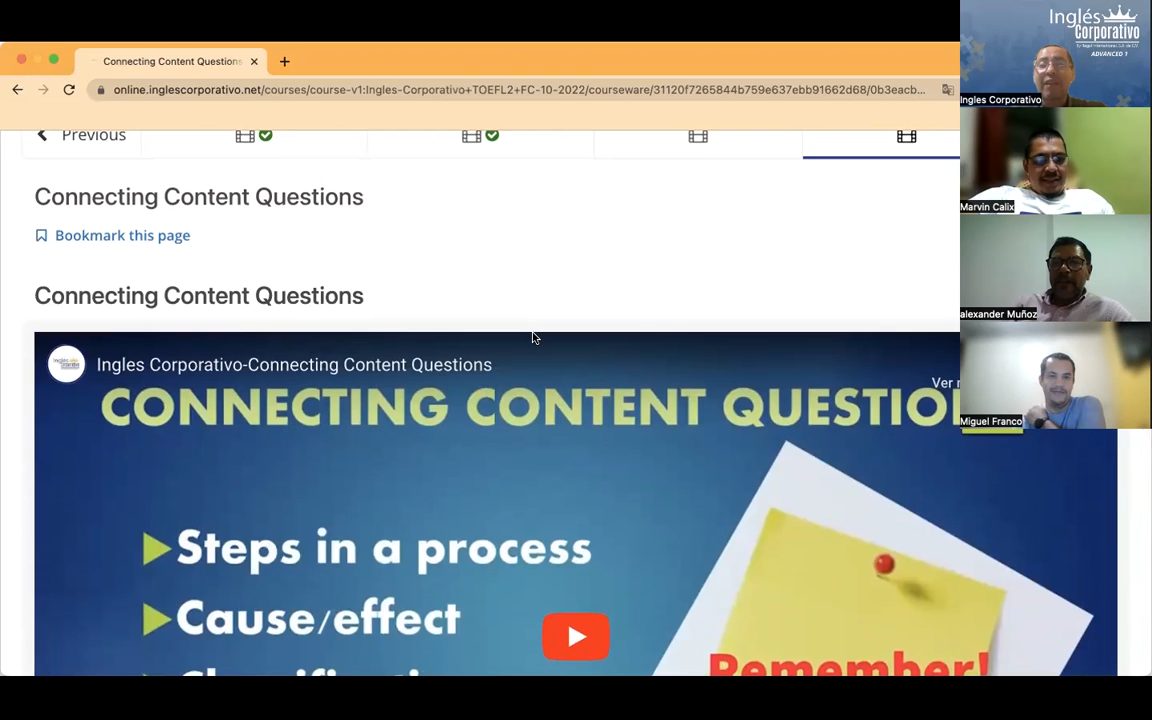 Connecting Content Questions
online.inglescorporativo.net/courses/course-v1:Ingles-Corporativo+TOEFL2+FC-10-2022/courseware/31120f7265844b759e637ebb91662d68/0b3eacb...
Previous
Connecting Content Questions
Bookmark this page
Connecting Content Questions
Ingles Corporativo-Connecting Content Questions
Ver
CONNECTING CONTENT QUESTIO
Steps in a process
Cause/effect
Remember!
Inglés
Corporativo
ADVANCED 1
Ingles Corporativo
Marvin Calix
alexander Muñoz
Miguel Franco